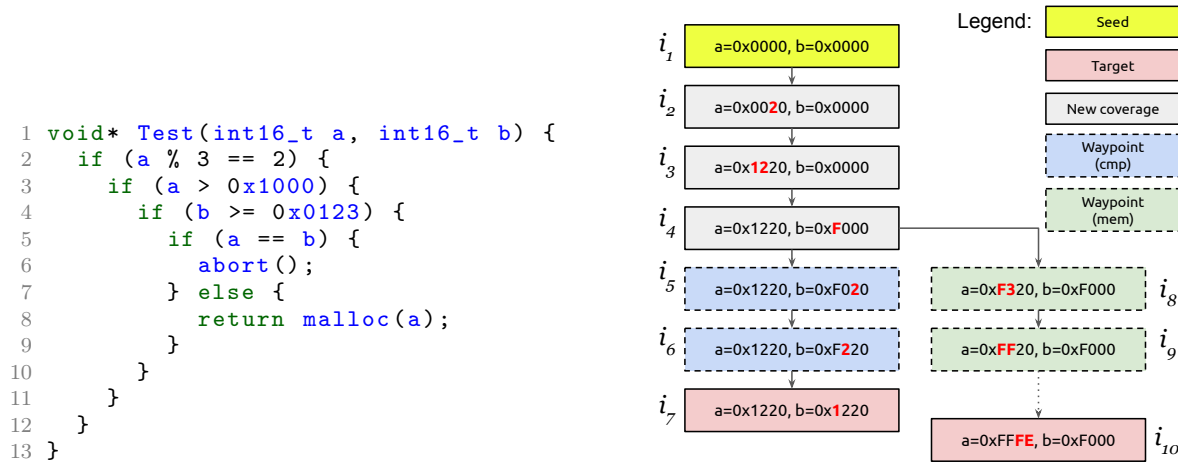 1 void* Test(int16_t a, int16_t b) {
2 if (a % 3 == 2) {
3 if (a > 0x1000) {
4 if (b >= 0x0123) {
5 if (a == b) {
6 abort();
7 } else {
8 return malloc(a);
9 }
10 }
11 }
12 }
13 }
Legend:
Seed
Target
New coverage
Waypoint
(cmp)
Waypoint
(mem)
i1 a=0x0000, b=0x0000
i2 a=0x0020, b=0x0000
i3 a=0x1220, b=0x0000
i4 a=0x1220, b=0xF000
i5 a=0x1220, b=0xF020
i6 a=0x1220, b=0xF220
i7 a=0x1220, b=0x1220
a=0xF320, b=0xF000 i8
a=0xFF20, b=0xF000 i9
a=0xFFFE, b=0xF000 i10